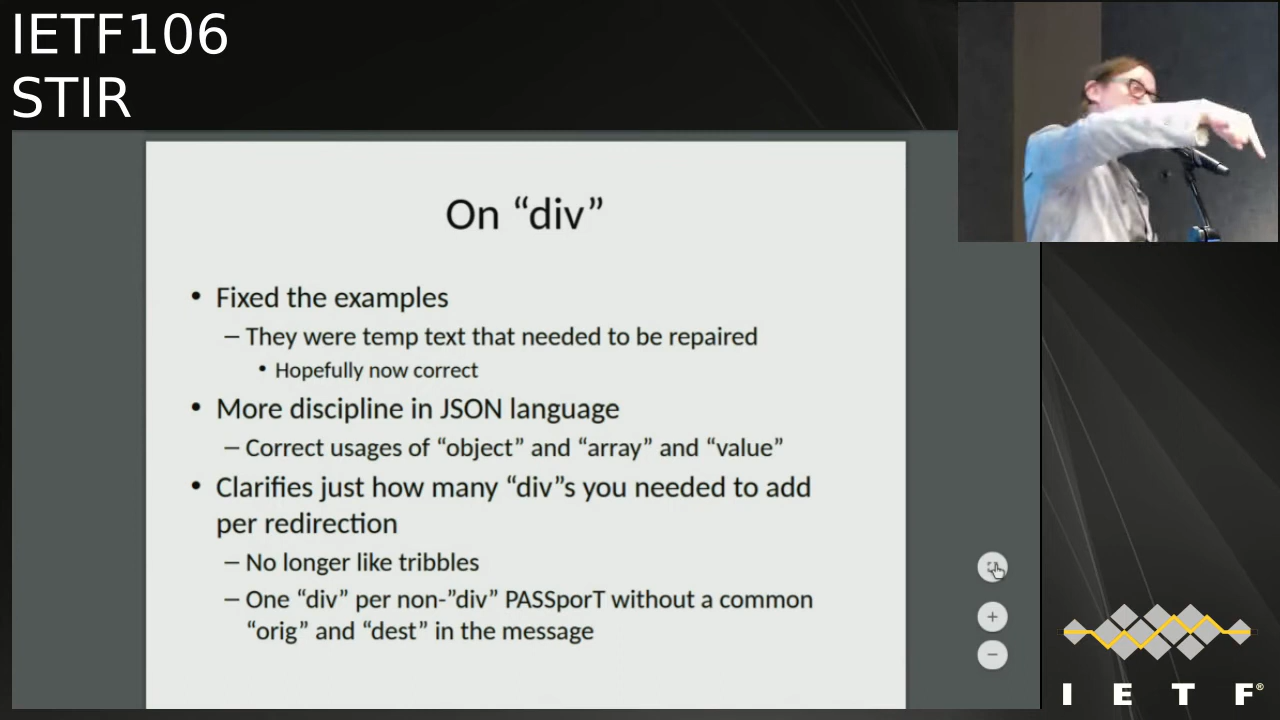 IETF106
STIR
On “div”
• Fixed the examples
– They were temp text that needed to be repaired
• Hopefully now correct
• More discipline in JSON language
– Correct usages of “object” and “array” and “value”
• Clarifies just how many “div”s you needed to add
per redirection
– No longer like tribbles
– One “div” per non-”div” PASSporT without a common
“orig” and “dest” in the message
+
−
I E T F®